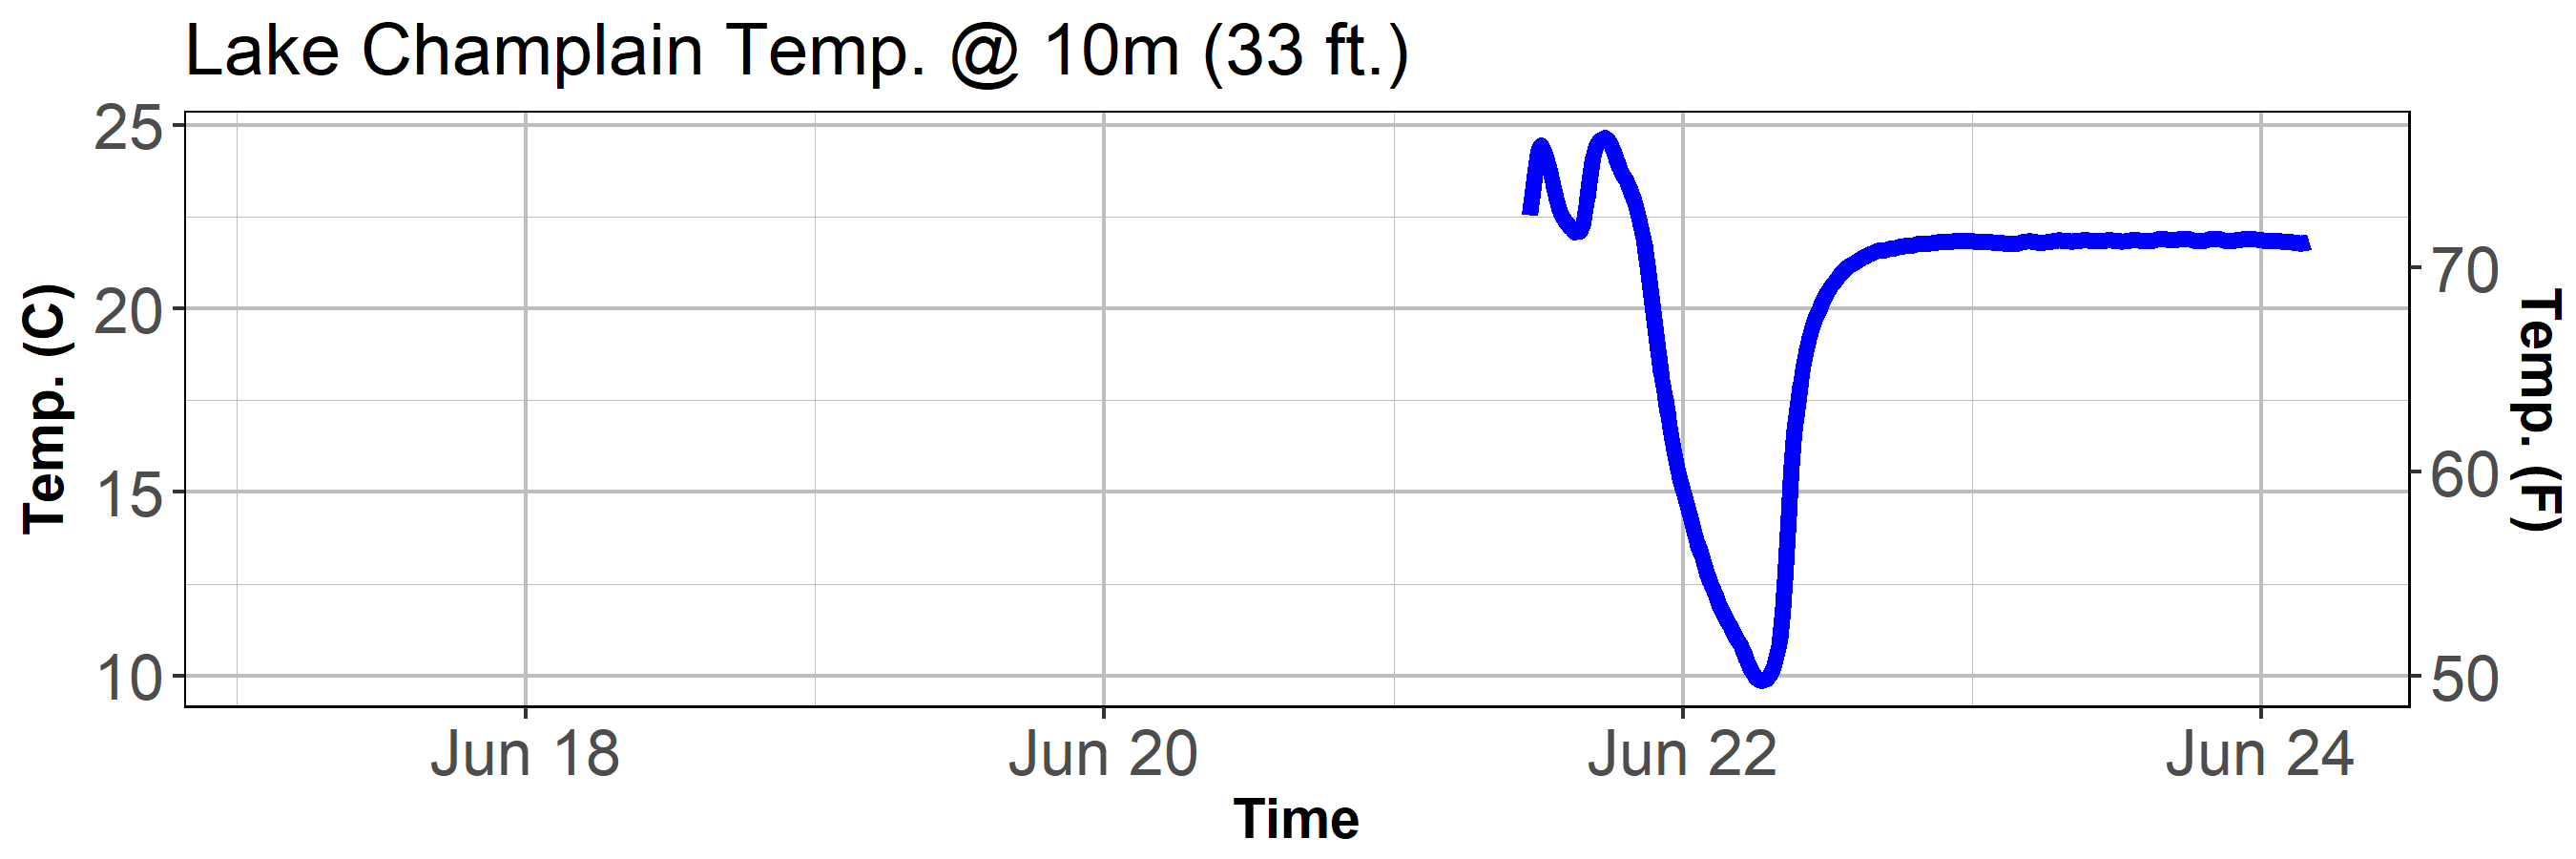 Lake Champlain Temp. @ 10m (33 ft.)
25
20
15
10
Temp. (C)
70
60
50
Temp. (F)
Jun 18 Jun 20 Jun 22 Jun 24
Time